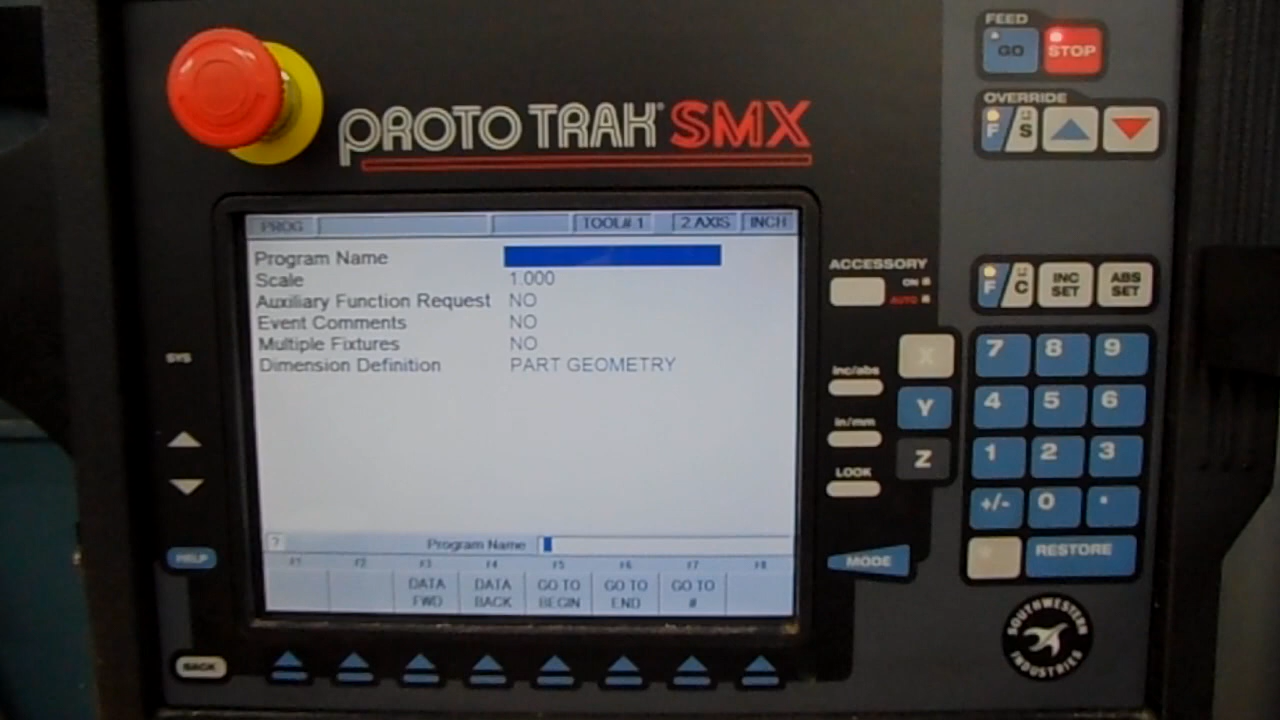 FEED
GO STOP
PROTO TRAK® SMX
OVERRIDE
F S
PROG TOOL# 1 2 AXIS INCH
Program Name
Scale 1.000
Auxiliary Function Request NO
Event Comments NO
Multiple Fixtures NO
Dimension Definition PART GEOMETRY
? Program Name
F1 F2 F3 F4 F5 F6 F7 F8
DATA FWD
DATA BACK
GO TO BEGIN
GO TO END
GO TO #
SYS
HELP
BACK
ACCESSORY
ON
AUTO
inc/abs
in/mm
LOOK
MODE
F C
INC SET
ABS SET
X
Y
Z
7 8 9
4 5 6
1 2 3
+/- 0 .
RESTORE
SOUTHWESTERN INDUSTRIES